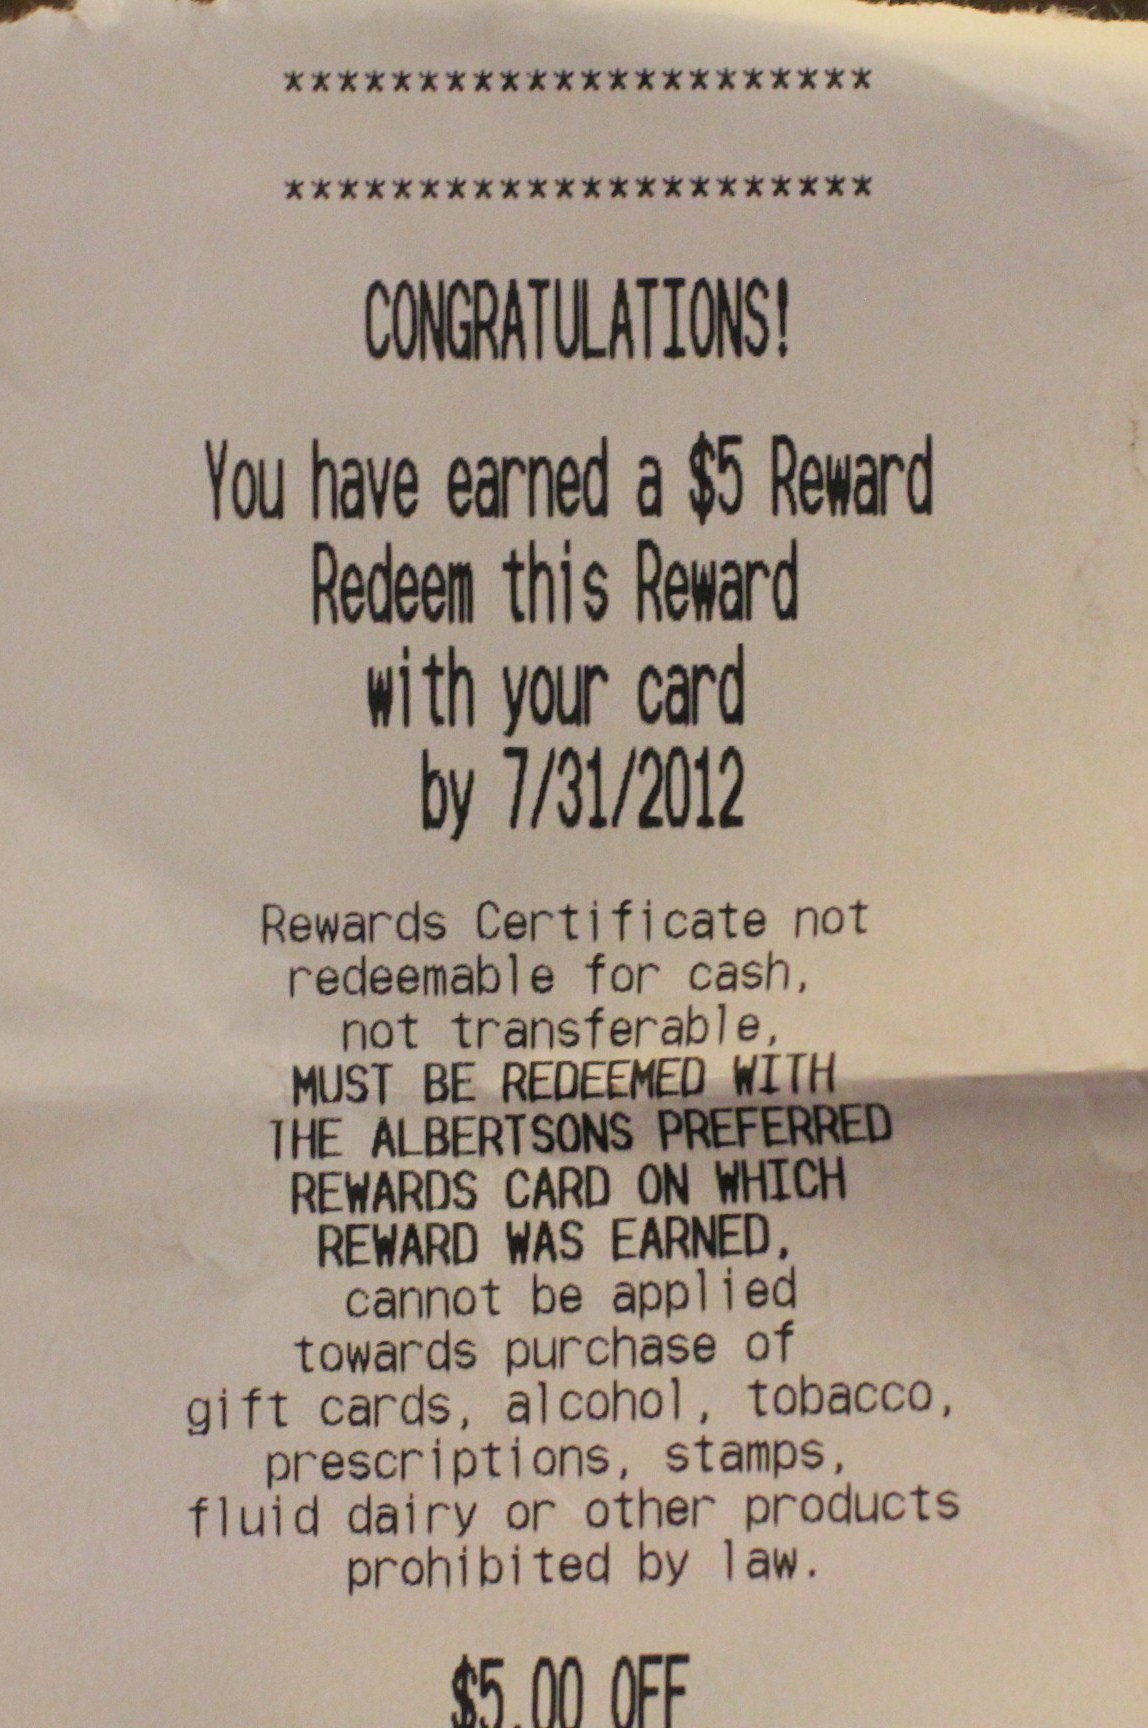 **********************
**********************
CONGRATULATIONS!
You have earned a $5 Reward
Redeem this Reward
with your card
by 7/31/2012
Rewards Certificate not
redeemable for cash,
not transferable,
MUST BE REDEEMED WITH
THE ALBERTSONS PREFERRED
REWARDS CARD ON WHICH
REWARD WAS EARNED,
cannot be applied
towards purchase of
gift cards, alcohol, tobacco,
prescriptions, stamps,
fluid dairy or other products
prohibited by law.
$5.00 OFF